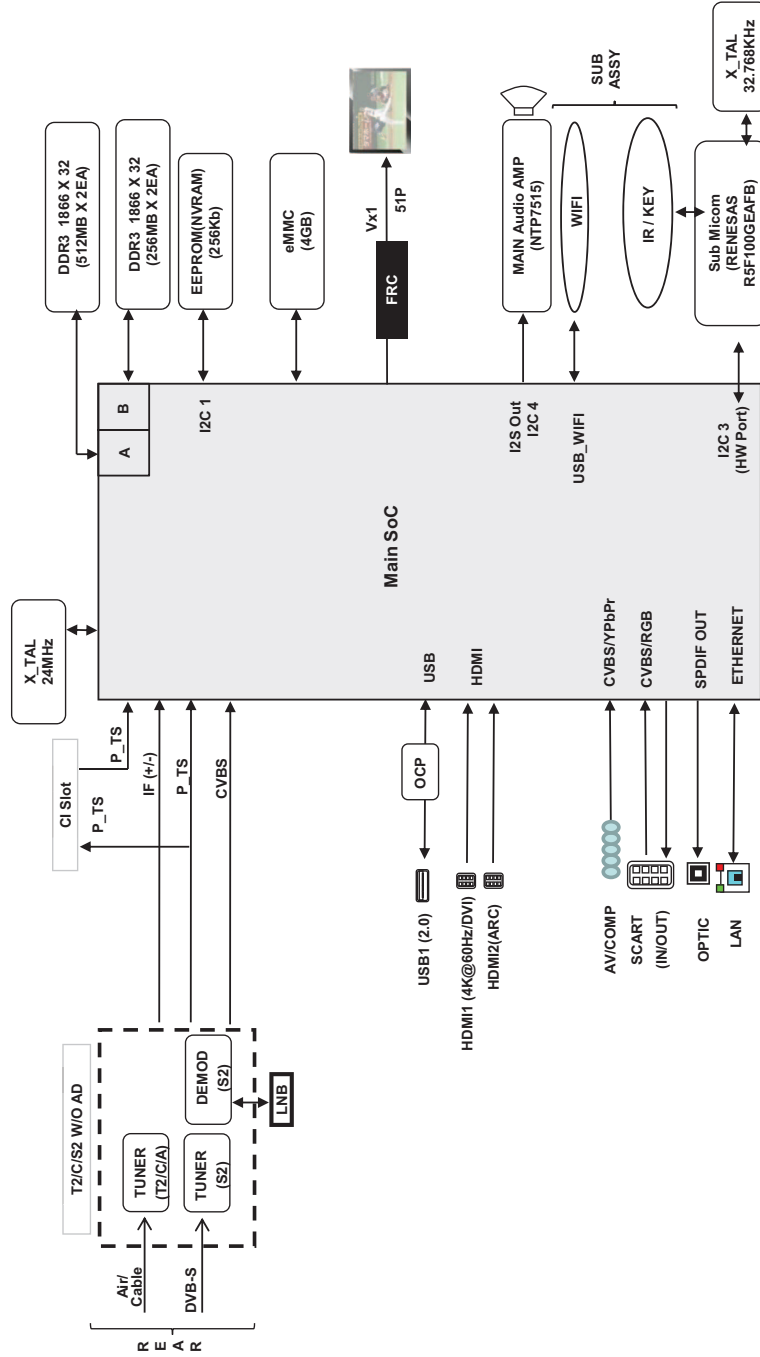 REAR
Air/
Cable
DVB-S
T2/C/S2 W/O AD
TUNER
(T2/C/A)
TUNER
(S2)
DEMOD
(S2)
LNB
CI Slot
P_TS
P_TS
IF (+/-)
P_TS
CVBS
X_TAL
24MHz
USB1 (2.0)
OCP
USB
HDMI1 (4K@60Hz/DVI)
HDMI2(ARC)
HDMI
AV/COMP
CVBS/YPbPr
SCART
(IN/OUT)
CVBS/RGB
OPTIC
SPDIF OUT
LAN
ETHERNET
Main SoC
A
B
DDR3 1866 X 32
(512MB X 2EA)
DDR3 1866 X 32
(256MB X 2EA)
I2C 1
EEPROM(NVRAM)
(256Kb)
eMMC
(4GB)
FRC
Vx1
51P
I2S Out
I2C 4
MAIN Audio AMP
(NTP7515)
USB_WIFI
WIFI
SUB
ASSY
IR / KEY
I2C 3
(HW Port)
Sub Micom
(RENESAS
R5F100GEAFB)
X_TAL
32.768KHz